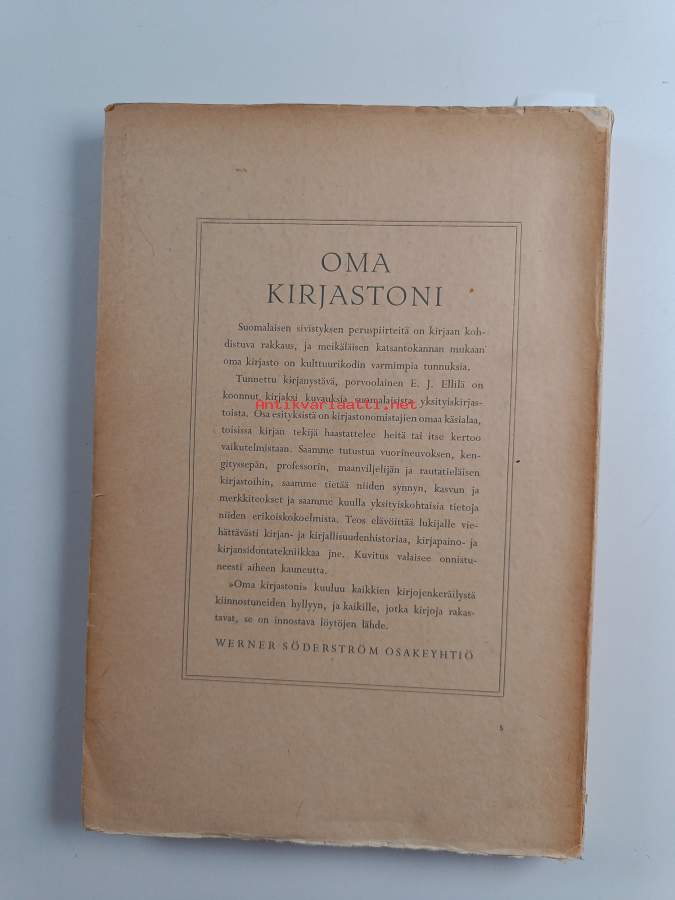 OMA
KIRJASTONI
Suomalaisen sivistyksen peruspiirteitä on kirjaan koh-
distuva rakkaus, ja meikäläisen katsantokannan mukaan
oma kirjasto on kulttuurikodin varmimpia tunnuksia.
Tunnettu kirjanystävä, porvoolainen E. J. Ellilä on
koonnut kirjaksi kuvauksia suomalaisista yksityiskirjas-
Antikvariaatti.net
toista. Osa esityksistä on kirjastonomistajien omaa käsialaa,
toisissa kirjan tekijä haastattelee heitä tai itse kertoo
vaikutelmistaan. Saamme tutustua vuorineuvoksen, ken-
gityssepän, professorin, maanviljelijän ja rautatieläisen
kirjastoihin, saamme tietää niiden synnyn, kasvun ja
merkkiteokset ja saamme kuulla yksityiskohtaisia tietoja
niiden erikoiskokoelmista. Teos elävöittää lukijalle vie-
hättävästi kirjan- ja kirjallisuudenhistoriaa, kirjapaino- ja
kirjansidontatekniikkaa jne. Kuvitus valaisee onnistu-
neesti aiheen kauneutta.
»Oma kirjastoni» kuuluu kaikkien kirjojenkeräilystä
kiinnostuneiden hyllyyn, ja kaikille, jotka kirjoja rakas-
tavat, se on innostava löytöjen lähde.
WERNER SÖDERSTRÖM OSAKEYHTIÖ